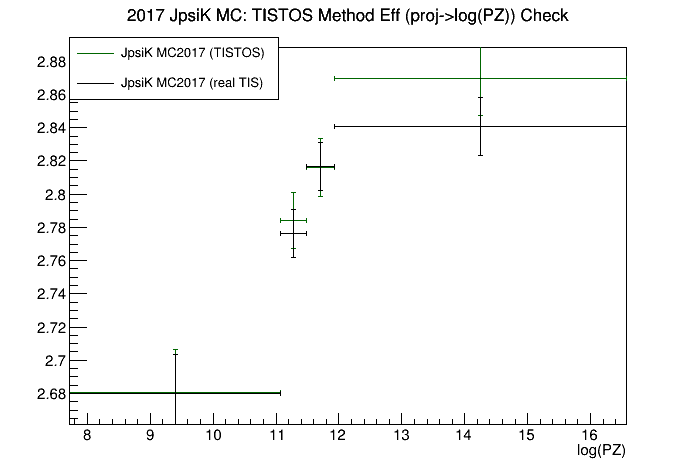 2017 JpsiK MC: TISTOS Method Eff (proj->log(PZ)) Check
JpsiK MC2017 (TISTOS)
JpsiK MC2017 (real TIS)
2.88
2.86
2.84
2.82
2.8
2.78
2.76
2.74
2.72
2.7
2.68
8 9 10 11 12 13 14 15 16
log(PZ)